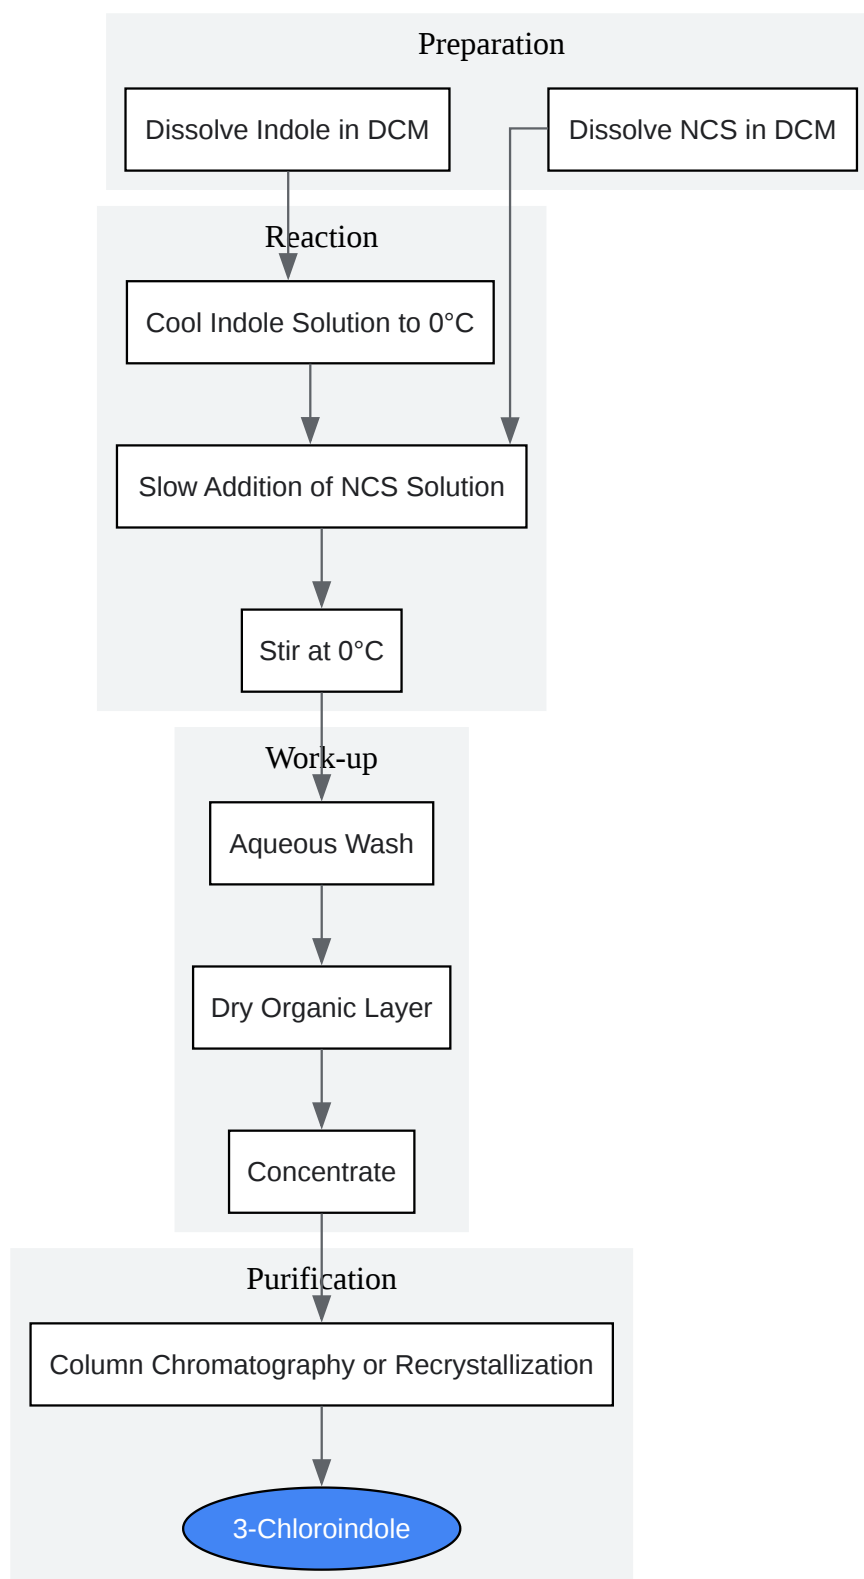 Preparation
Dissolve Indole in DCM
Dissolve NCS in DCM
Reaction
Cool Indole Solution to 0°C
Slow Addition of NCS Solution
Stir at 0°C
Work-up
Aqueous Wash
Dry Organic Layer
Concentrate
Purification
Column Chromatography or Recrystallization
3-Chloroindole